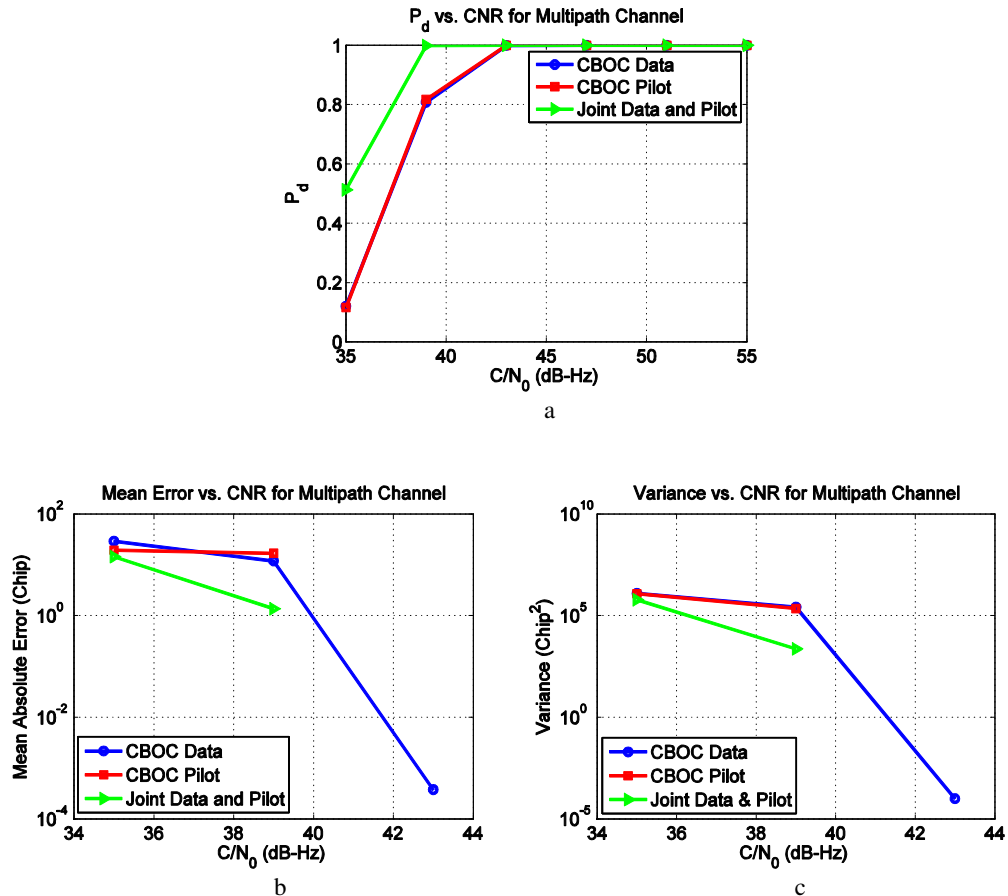 P_d vs. CNR for Multipath Channel
1
0.8
0.6
0.4
0.2
0
P_d
CBOC Data
CBOC Pilot
Joint Data and Pilot
35
40
45
50
55
C/N_0 (dB-Hz)
a
Mean Error vs. CNR for Multipath Channel
10^2
10^0
10^-2
10^-4
Mean Absolute Error (Chip)
CBOC Data
CBOC Pilot
Joint Data and Pilot
34
36
38
40
42
44
C/N_0 (dB-Hz)
b
Variance vs. CNR for Multipath Channel
10^10
10^5
10^0
10^-5
Variance (Chip^2)
CBOC Data
CBOC Pilot
Joint Data & Pilot
34
36
38
40
42
44
C/N_0 (dB-Hz)
c